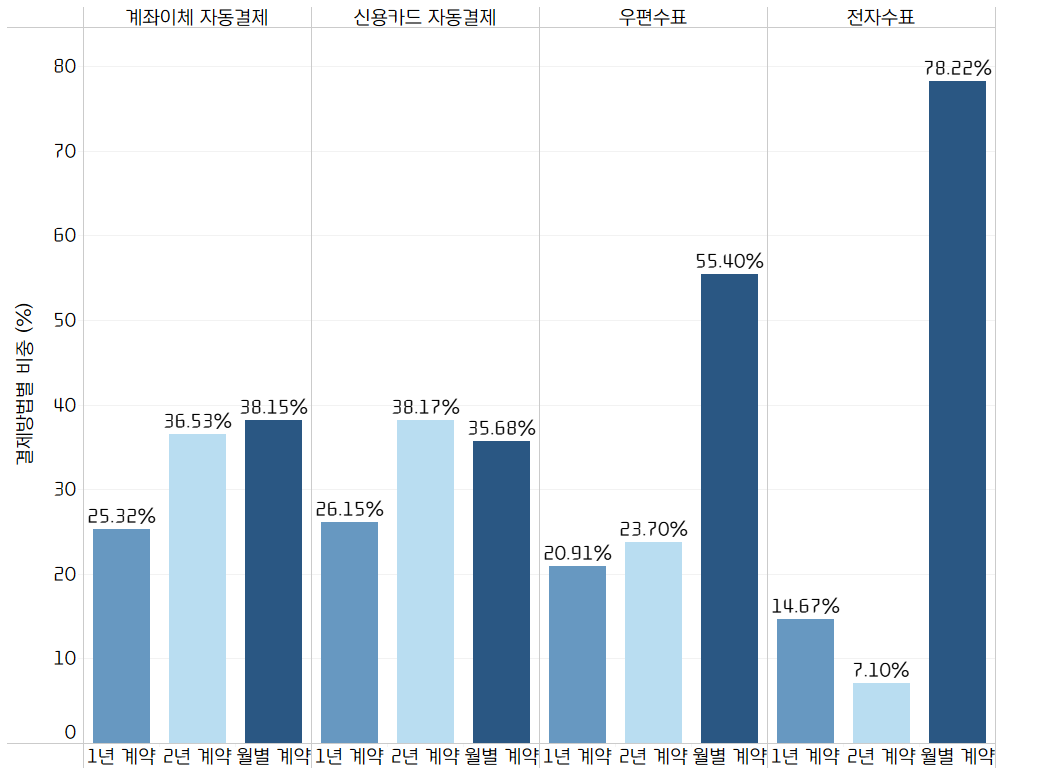 계좌이체 자동결제 신용카드 자동결제 우편수표 전자수표
결제방법별 비중 (%)
80
70
60
50
40
30
20
10
0
25.32% 36.53% 38.15% 26.15% 38.17% 35.68% 20.91% 23.70% 55.40% 14.67% 7.10% 78.22%
1년 계약 2년 계약 월별 계약 1년 계약 2년 계약 월별 계약 1년 계약 2년 계약 월별 계약 1년 계약 2년 계약 월별 계약